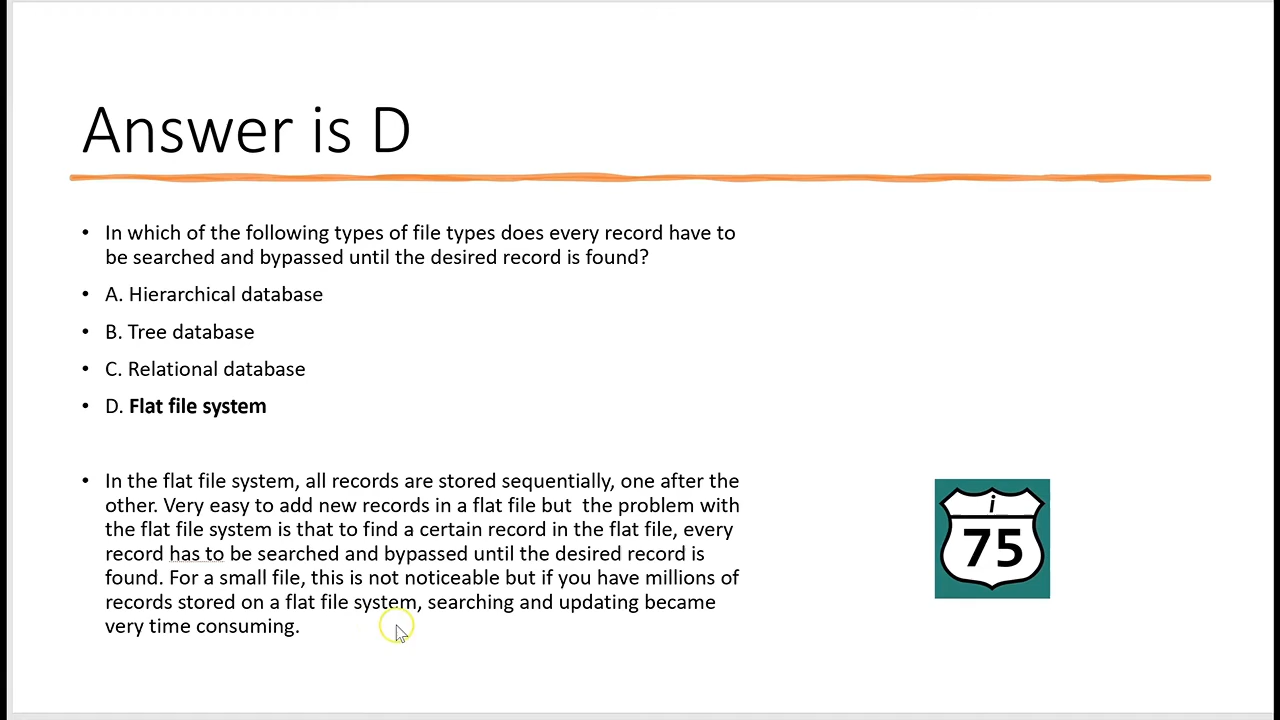 Answer is D
• In which of the following types of file types does every record have to
be searched and bypassed until the desired record is found?
• A. Hierarchical database
• B. Tree database
• C. Relational database
• D. Flat file system
• In the flat file system, all records are stored sequentially, one after the
other. Very easy to add new records in a flat file but  the problem with
the flat file system is that to find a certain record in the flat file, every
record has to be searched and bypassed until the desired record is
found. For a small file, this is not noticeable but if you have millions of
records stored on a flat file system, searching and updating became
very time consuming.
i
75